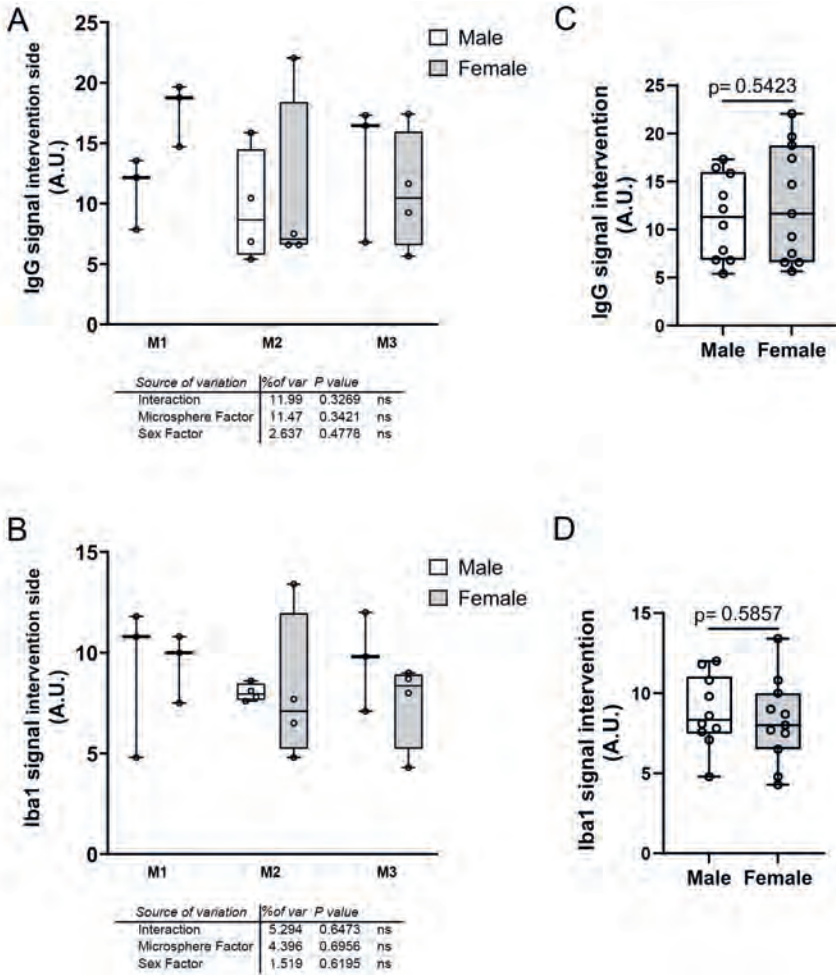 A
IgG signal intervention side
(A.U.)
25
20
15
10
5
0
M1
M2
M3
Male
Female
Source of variation %of var P value
Interaction 11.99 0.3269 ns
Microsphere Factor 11.47 0.3421 ns
Sex Factor 2.637 0.4778 ns
C
IgG signal intervention
(A.U.)
25
20
15
10
5
0
p= 0.5423
Male Female
B
Iba1 signal intervention side
(A.U.)
15
10
5
0
M1
M2
M3
Male
Female
Source of variation %of var P value
Interaction 5.294 0.6473 ns
Microsphere Factor 4.396 0.6956 ns
Sex Factor 1.519 0.6195 ns
D
Iba1 signal intervention
(A.U.)
15
10
5
0
p= 0.5857
Male Female